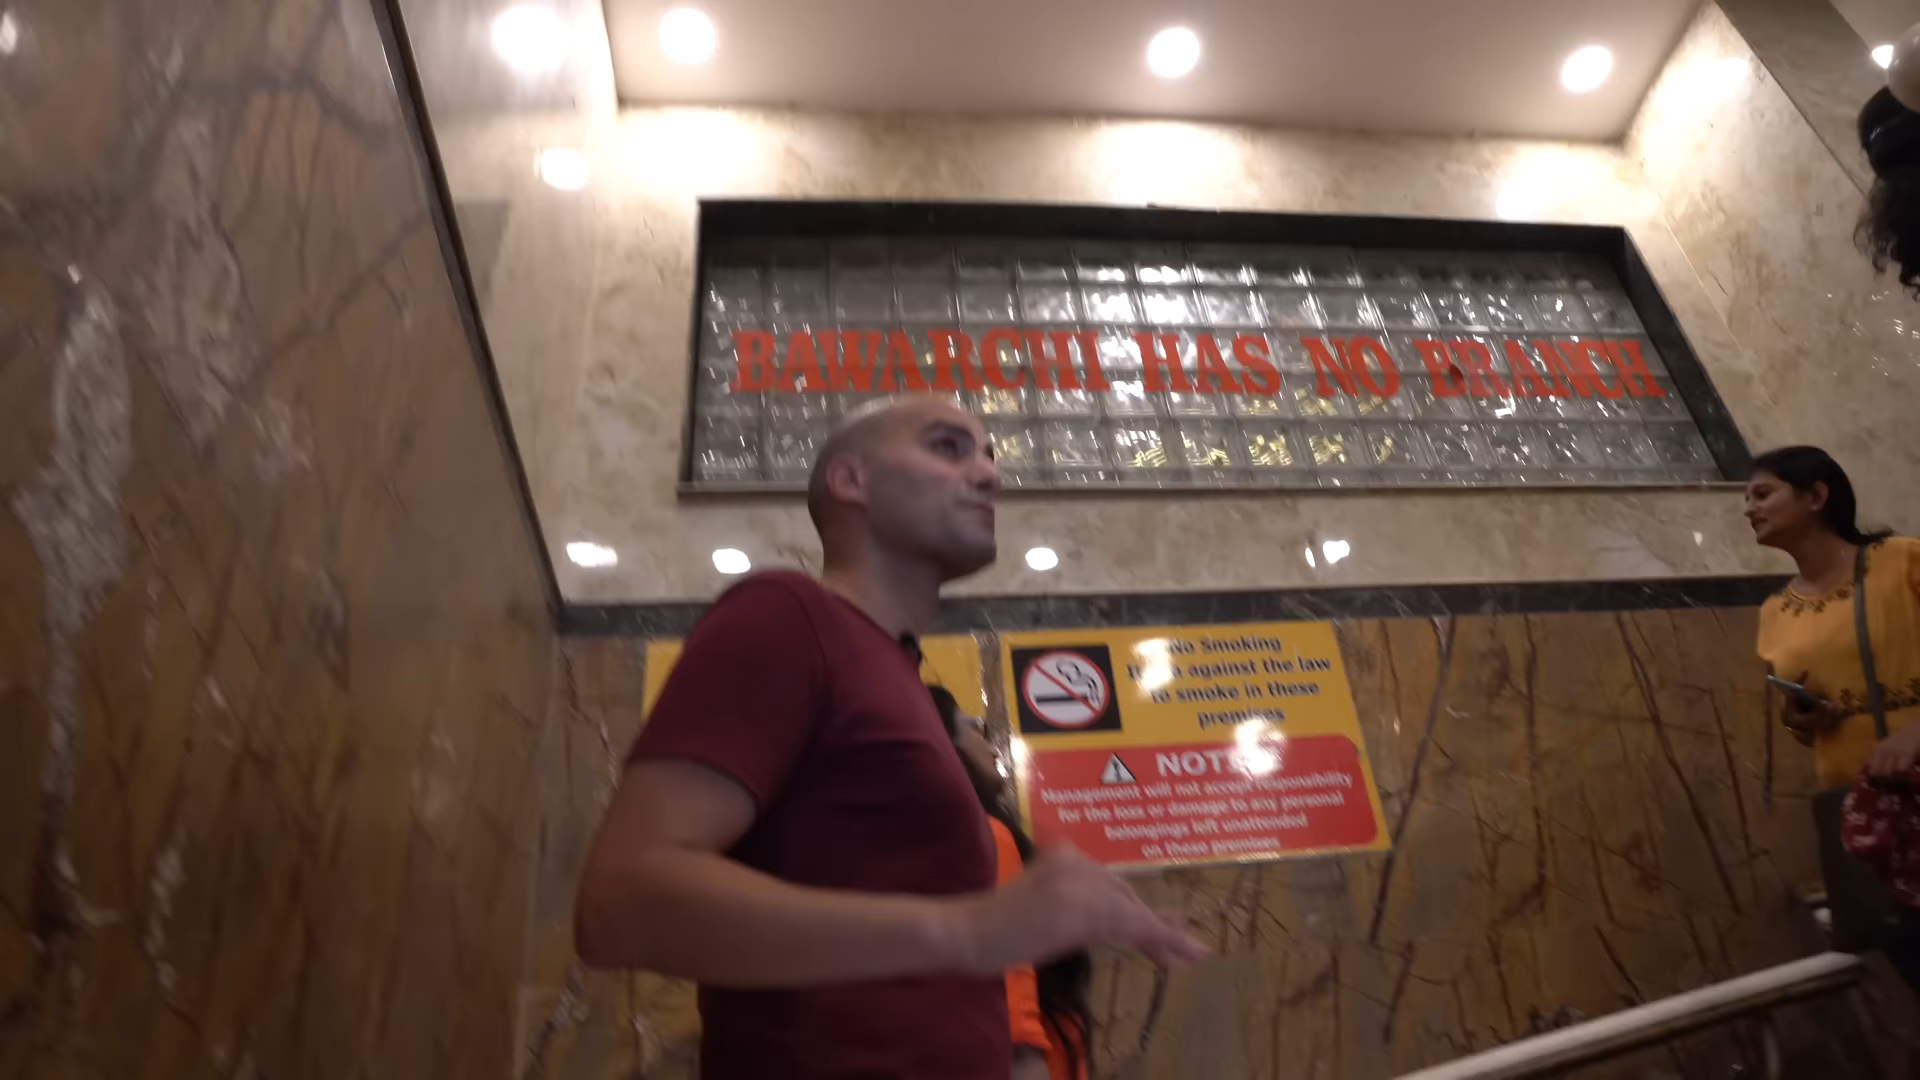 BAWARCHI HAS NO BRANCH
No Smoking
against the law
to smoke in these
premises
Management will not accept responsibility
for the loss or damage to any personal
belongings left unattended
on these premises